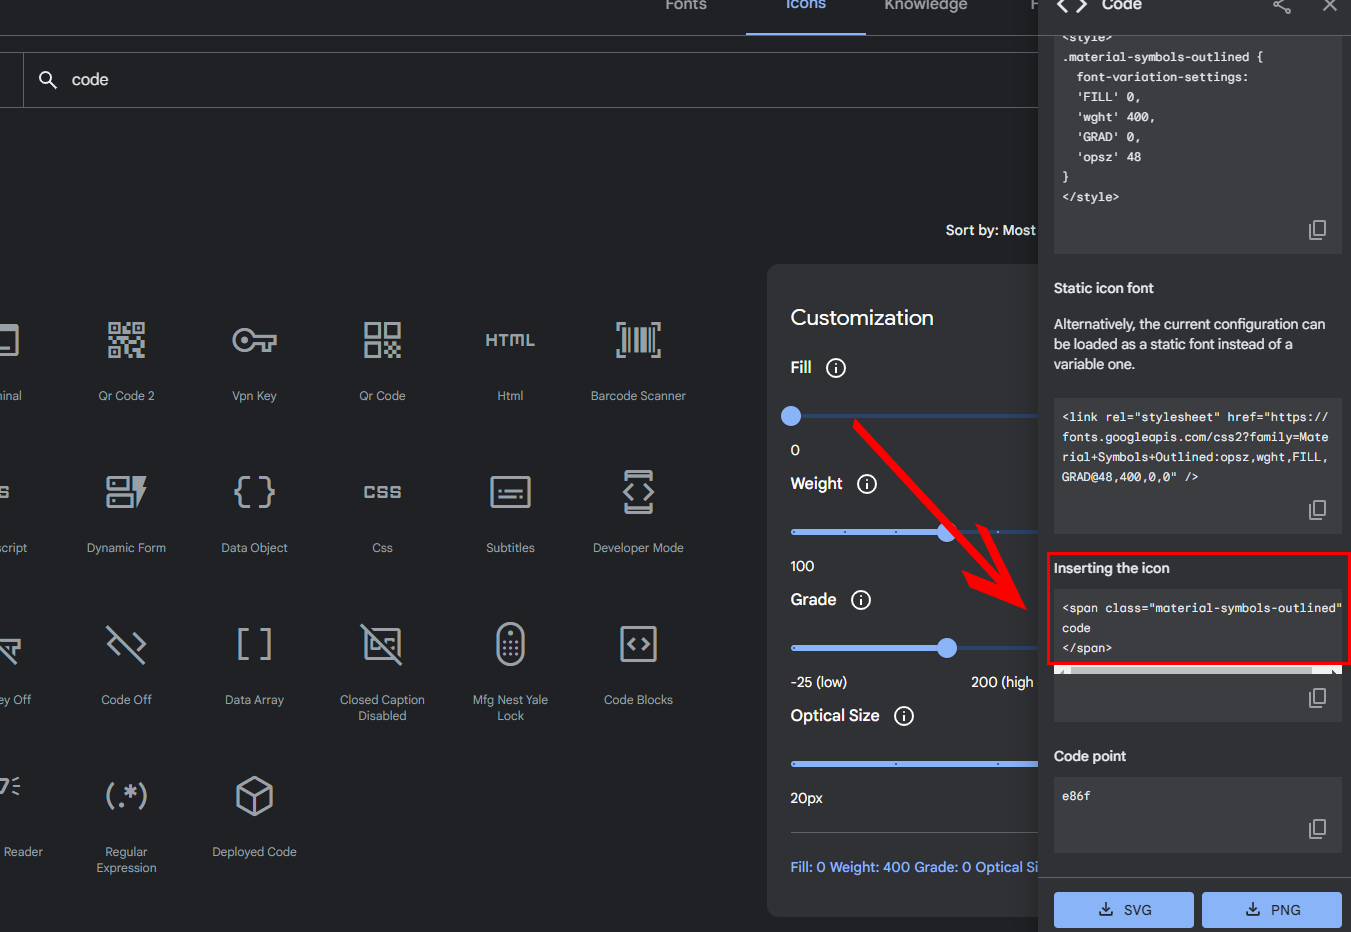 Fonts
Icons
Knowledge
Code
code
<style>
.material-symbols-outlined {
font-variation-settings:
'FILL' 0,
'wght' 400,
'GRAD' 0,
'opsz' 48
}
</style>
Sort by: Most
Static icon font
Alternatively, the current configuration can
be loaded as a static font instead of a
variable one.
<link rel="stylesheet" href="https://
fonts.googleapis.com/css2?family=Mate
rial+Symbols+Outlined:opsz,wght,FILL,
GRAD@48,400,0,0" />
Inserting the icon
<span class="material-symbols-outlined"
code
</span>
Code point
e86f
SVG
PNG
Customization
Fill
0
Weight
100
Grade
-25 (low)
200 (high
Optical Size
20px
Fill: 0 Weight: 400 Grade: 0 Optical Si
HTML
inal
Qr Code 2
Vpn Key
Qr Code
Html
Barcode Scanner
CSS
cript
Dynamic Form
Data Object
Css
Subtitles
Developer Mode
ey Off
Code Off
Data Array
Closed Caption
Disabled
Mfg Nest Yale
Lock
Code Blocks
(.*)
Reader
Regular
Expression
Deployed Code